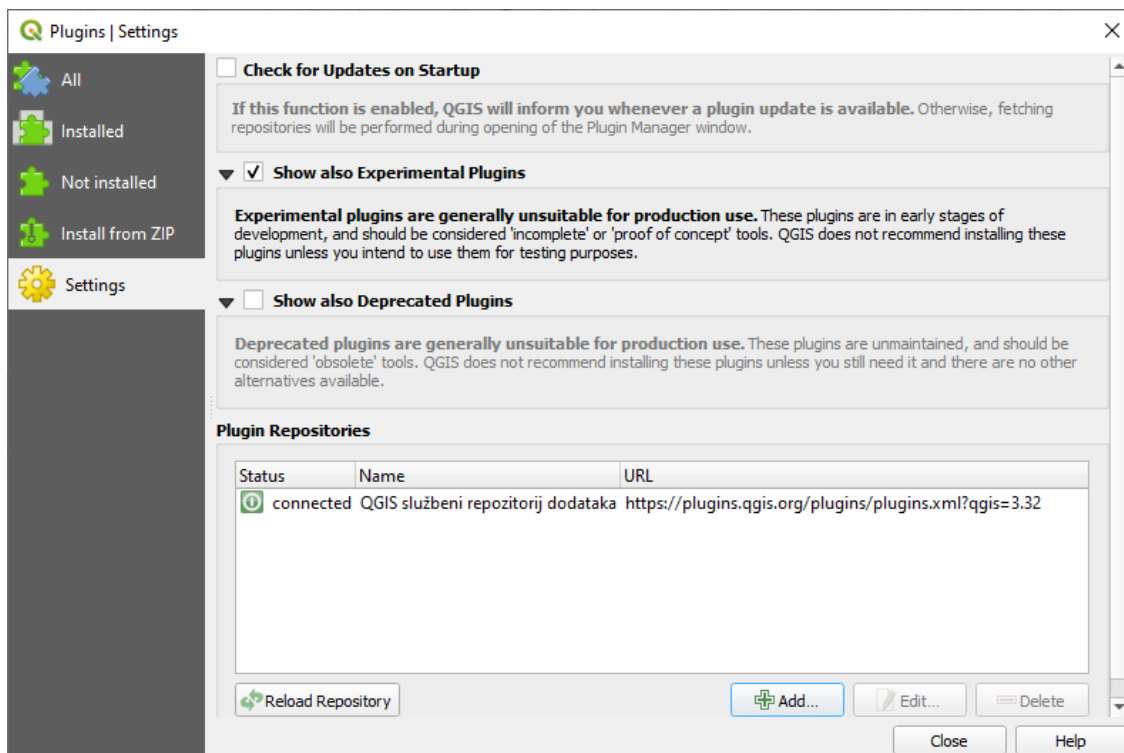 Plugins | Settings
All
Installed
Not installed
Install from ZIP
Settings
Check for Updates on Startup
If this function is enabled, QGIS will inform you whenever a plugin update is available. Otherwise, fetching
repositories will be performed during opening of the Plugin Manager window.
Show also Experimental Plugins
Experimental plugins are generally unsuitable for production use. These plugins are in early stages of
development, and should be considered 'incomplete' or 'proof of concept' tools. QGIS does not recommend installing these
plugins unless you intend to use them for testing purposes.
Show also Deprecated Plugins
Deprecated plugins are generally unsuitable for production use. These plugins are unmaintained, and should be
considered 'obsolete' tools. QGIS does not recommend installing these plugins unless you still need it and there are no other
alternatives available.
Plugin Repositories
Status Name URL
connected QGIS službeni repozitorij dodataka https://plugins.qgis.org/plugins/plugins.xml?qgis=3.32
Reload Repository Add... Edit... Delete
Close Help